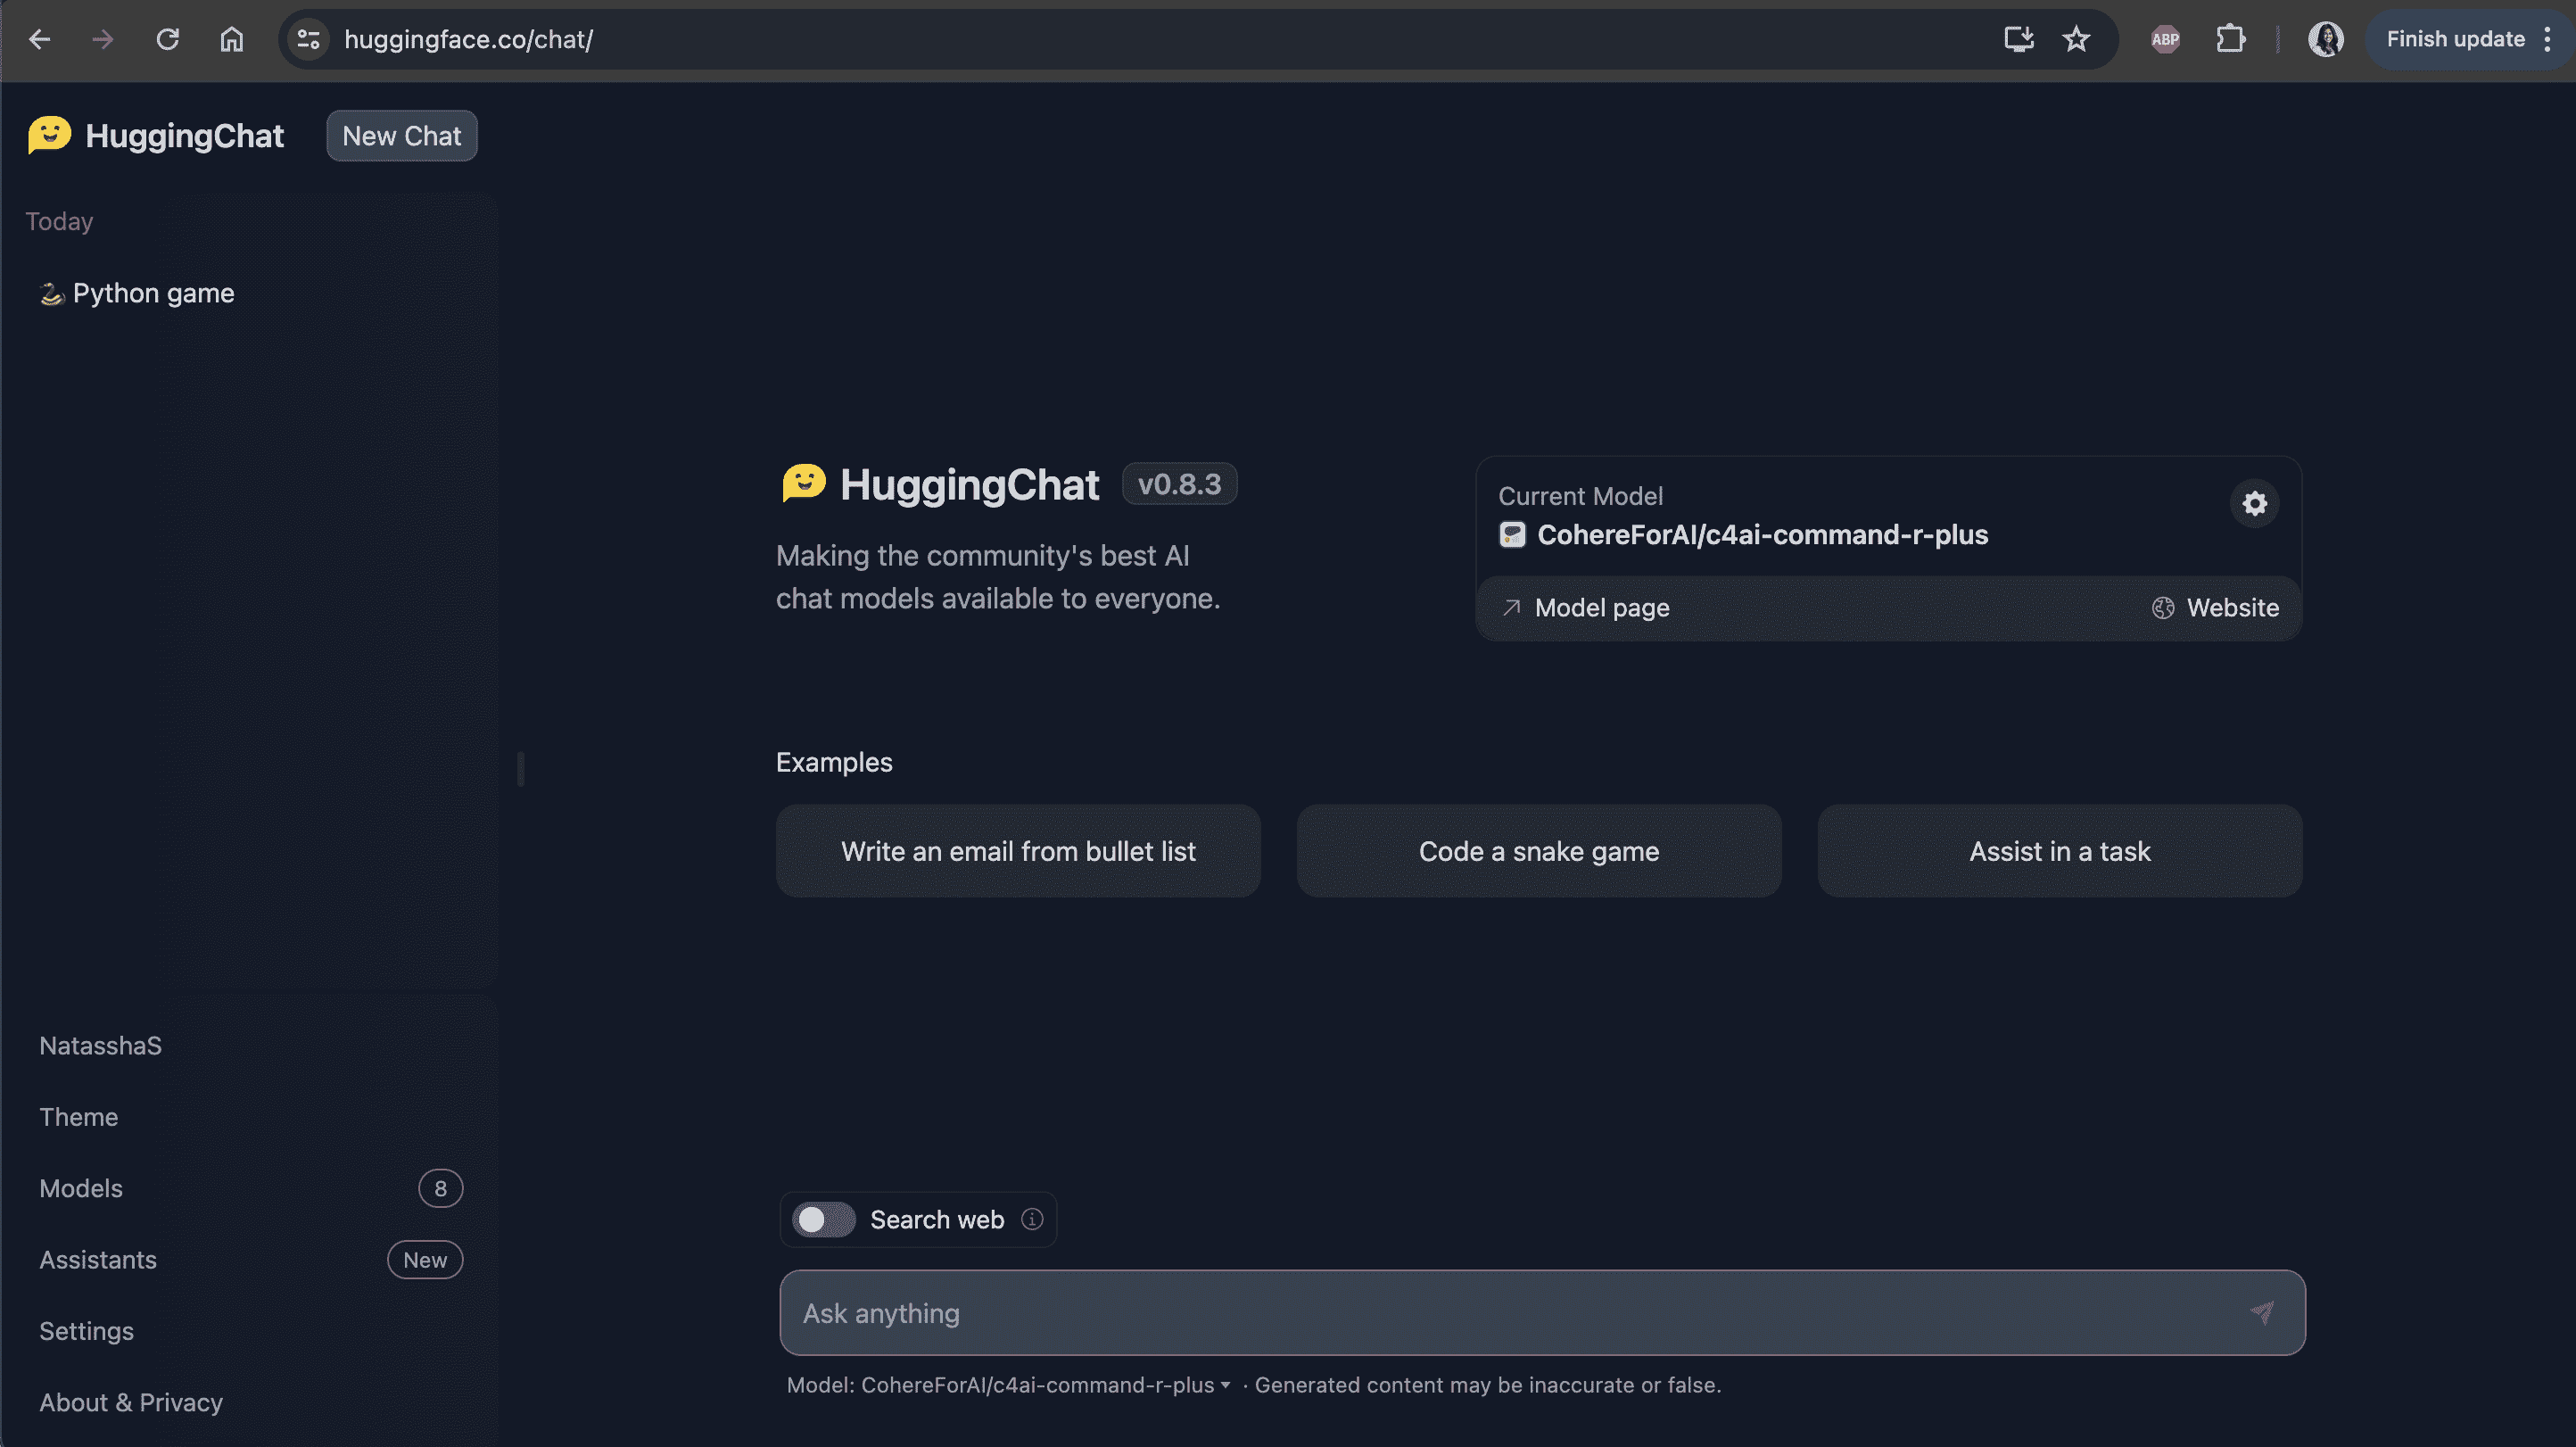 huggingface.co/chat/
ABP
Finish update
HuggingChat
New Chat
Today
Python game
NatasshaS
Theme
Models
8
Assistants
New
Settings
About & Privacy
HuggingChat
v0.8.3
Making the community's best AI
chat models available to everyone.
Current Model
CohereForAI/c4ai-command-r-plus
Model page
Website
Examples
Write an email from bullet list
Code a snake game
Assist in a task
Search web
Ask anything
Model: CohereForAI/c4ai-command-r-plus · Generated content may be inaccurate or false.